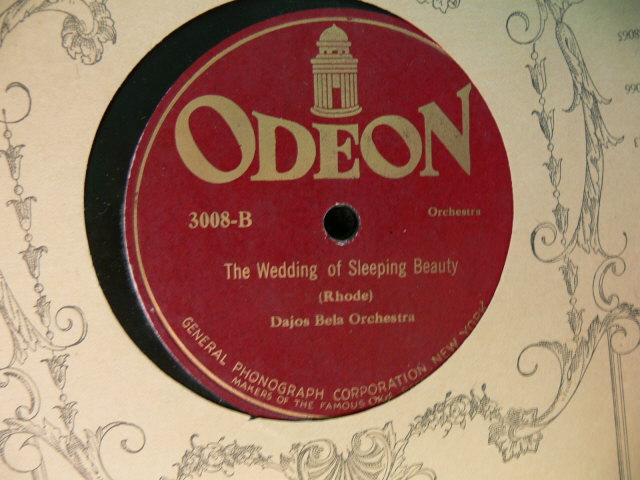 ODEON
3008-B
Orchestra
The Wedding of Sleeping Beauty
(Rhode)
Dajos Bela Orchestra
GENERAL PHONOGRAPH CORPORATION, NEW YORK
MAKERS OF THE FAMOUS